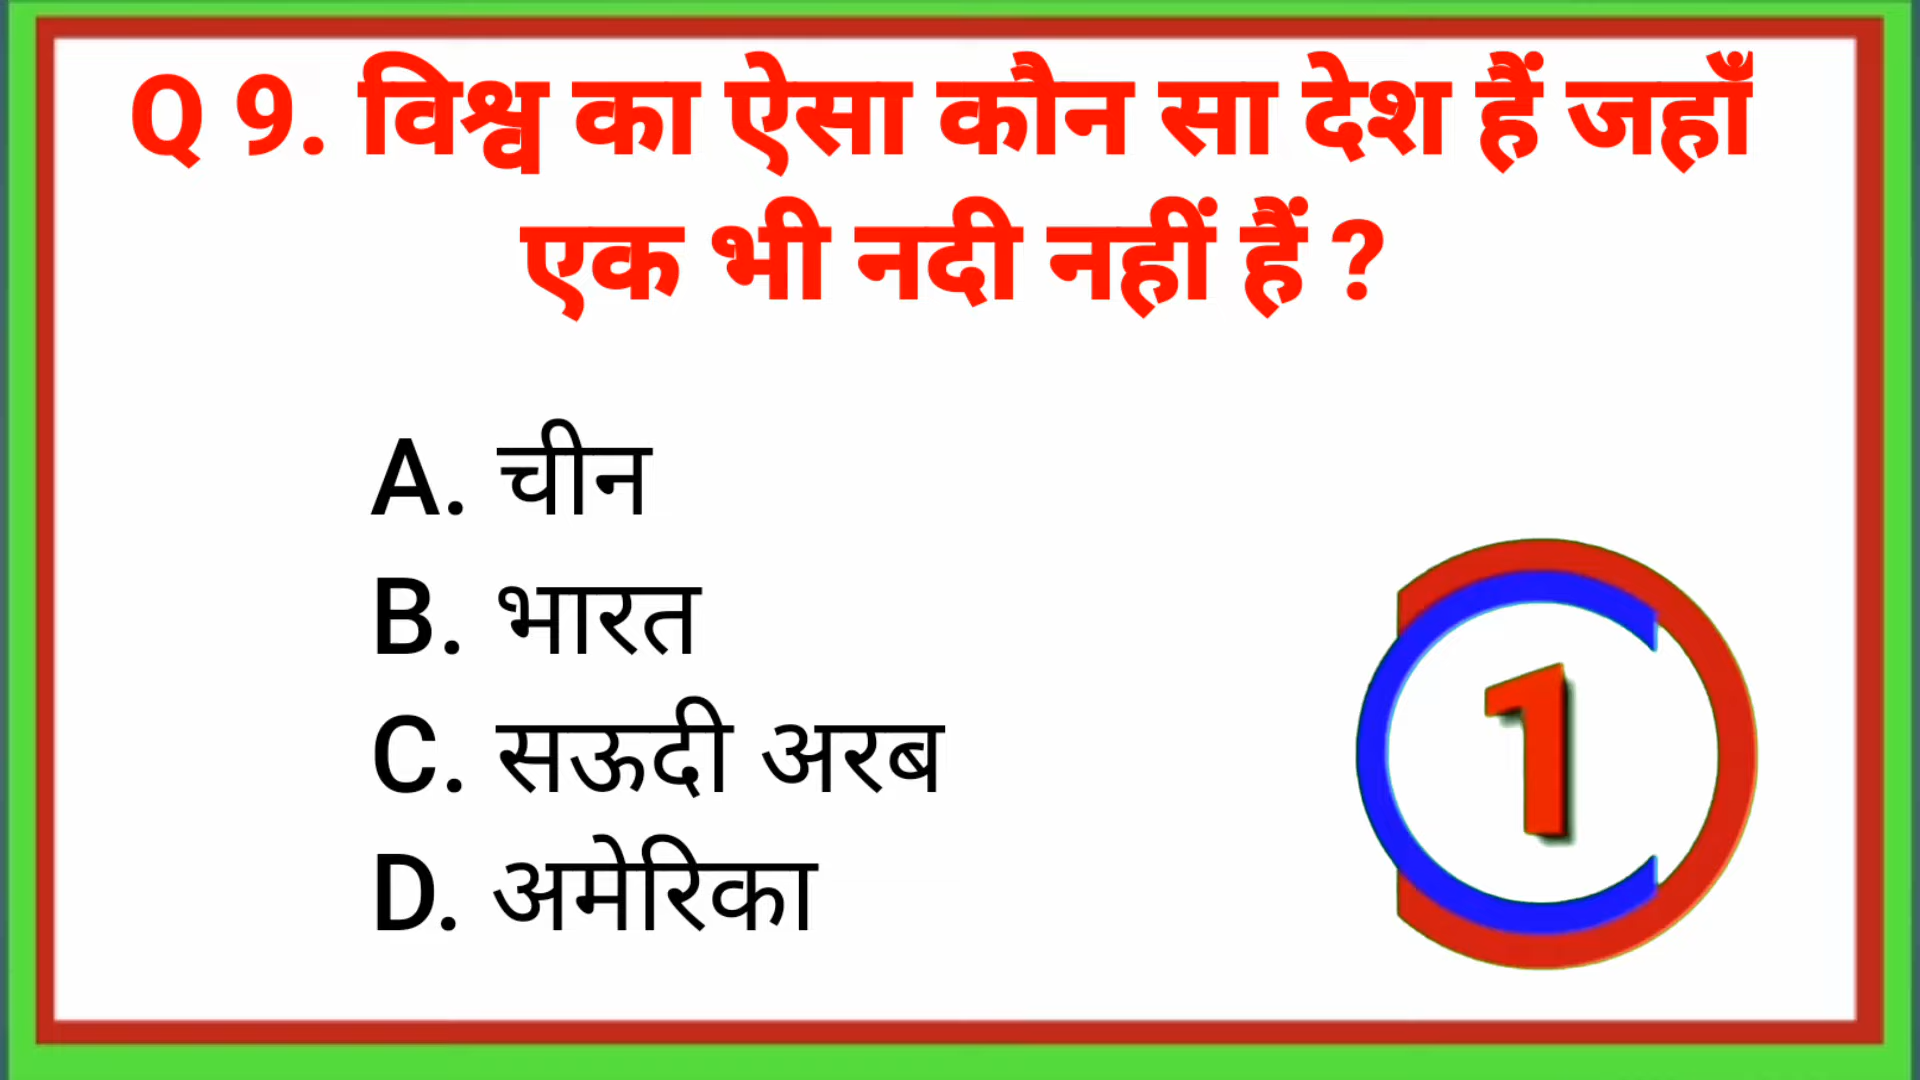 Q 9. विश्व का ऐसा कौन सा देश हैं जहाँ
एक भी नदी नहीं हैं ?
A. चीन
B. भारत
C. सऊदी अरब
D. अमेरिका
1